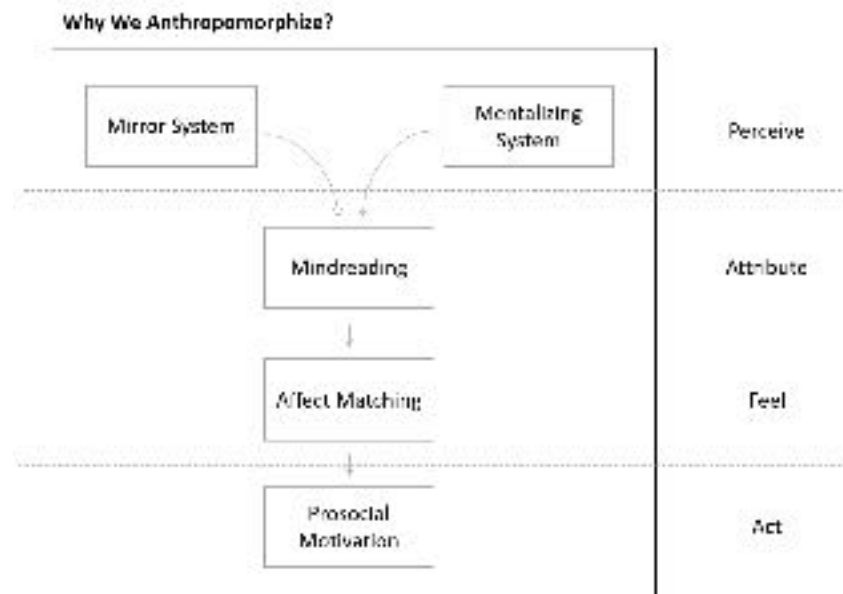 Why We Anthropomorphize?
Mirror System
Mentalizing
System
Perceive
Mindreading
Attribute
Affect Matching
Feel
Prosocial
Motivation
Act